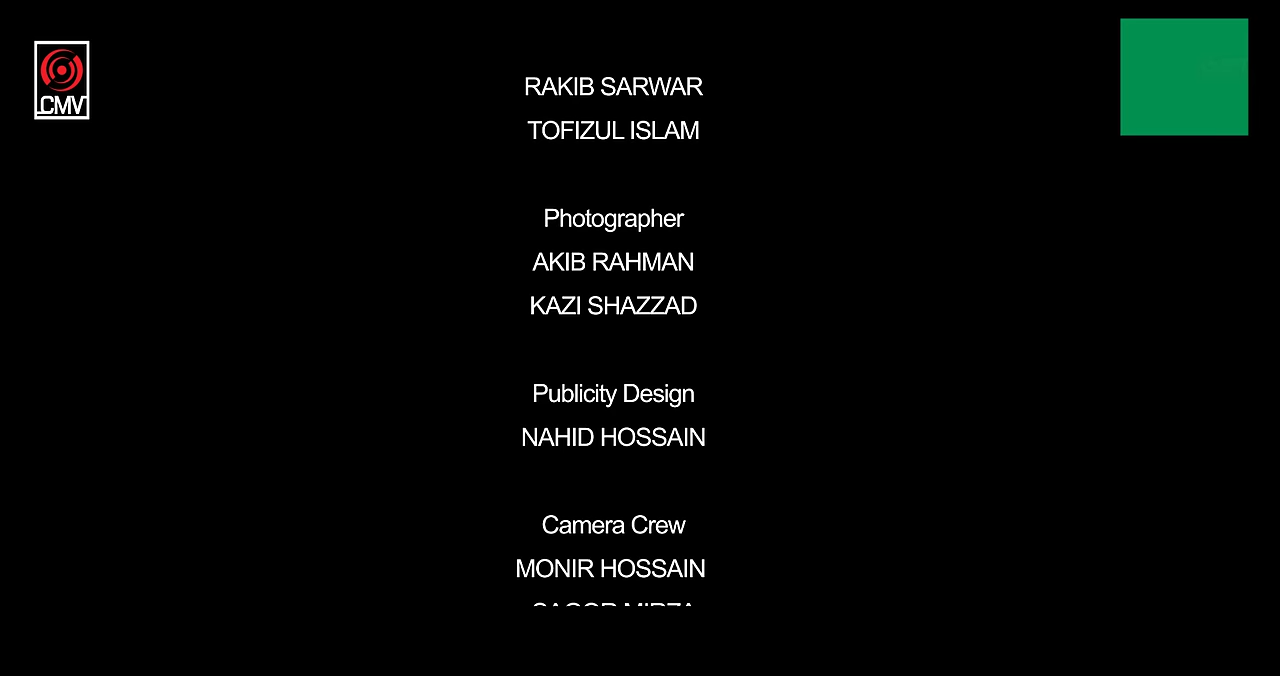 CMV
RAKIB SARWAR
TOFIZUL ISLAM
Photographer
AKIB RAHMAN
KAZI SHAZZAD
Publicity Design
NAHID HOSSAIN
Camera Crew
MONIR HOSSAIN